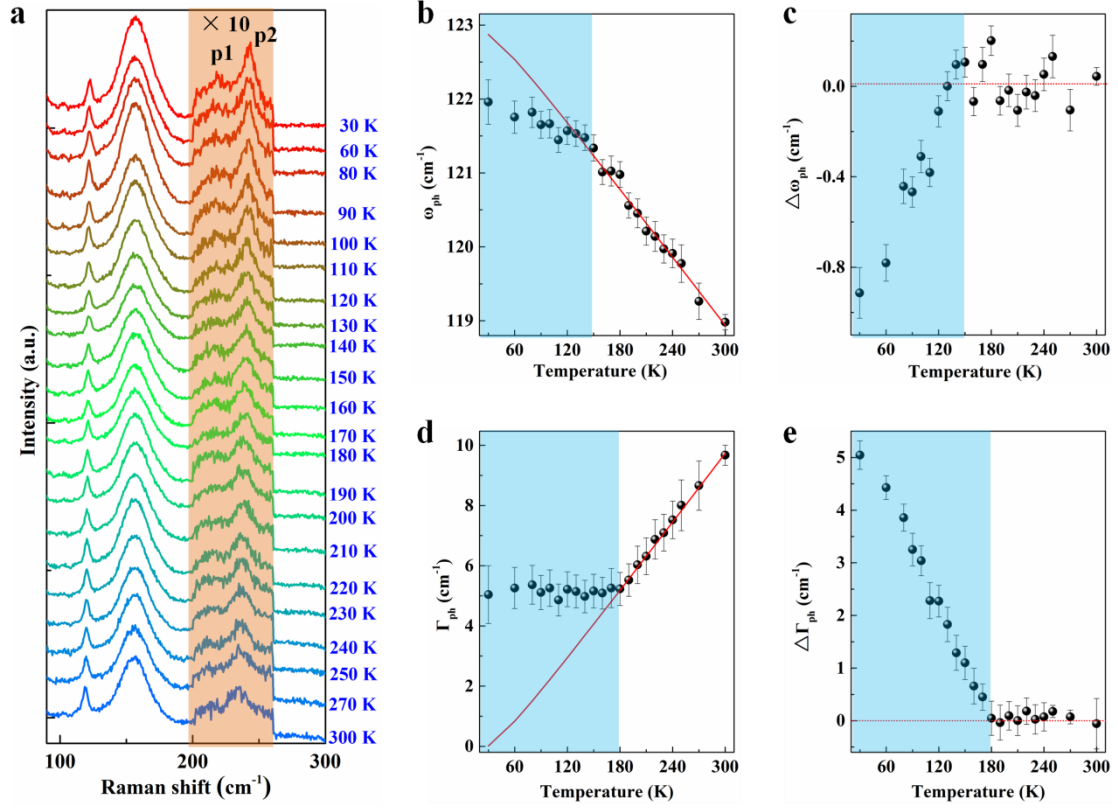 a
× 10
p1
p2
30 K
60 K
80 K
90 K
100 K
110 K
120 K
130 K
140 K
150 K
160 K
170 K
180 K
190 K
200 K
210 K
220 K
230 K
240 K
250 K
270 K
300 K
Intensity (a.u.)
100
200
300
Raman shift (cm⁻¹)
b
123
122
121
120
119
ωph (cm⁻¹)
60 120 180 240 300
Temperature (K)
c
0.0
-0.4
-0.8
△ωph (cm⁻¹)
60 120 180 240 300
Temperature (K)
d
10
8
6
4
2
0
Γph (cm⁻¹)
60 120 180 240 300
Temperature (K)
e
5
4
3
2
1
0
△Γph (cm⁻¹)
60 120 180 240 300
Temperature (K)